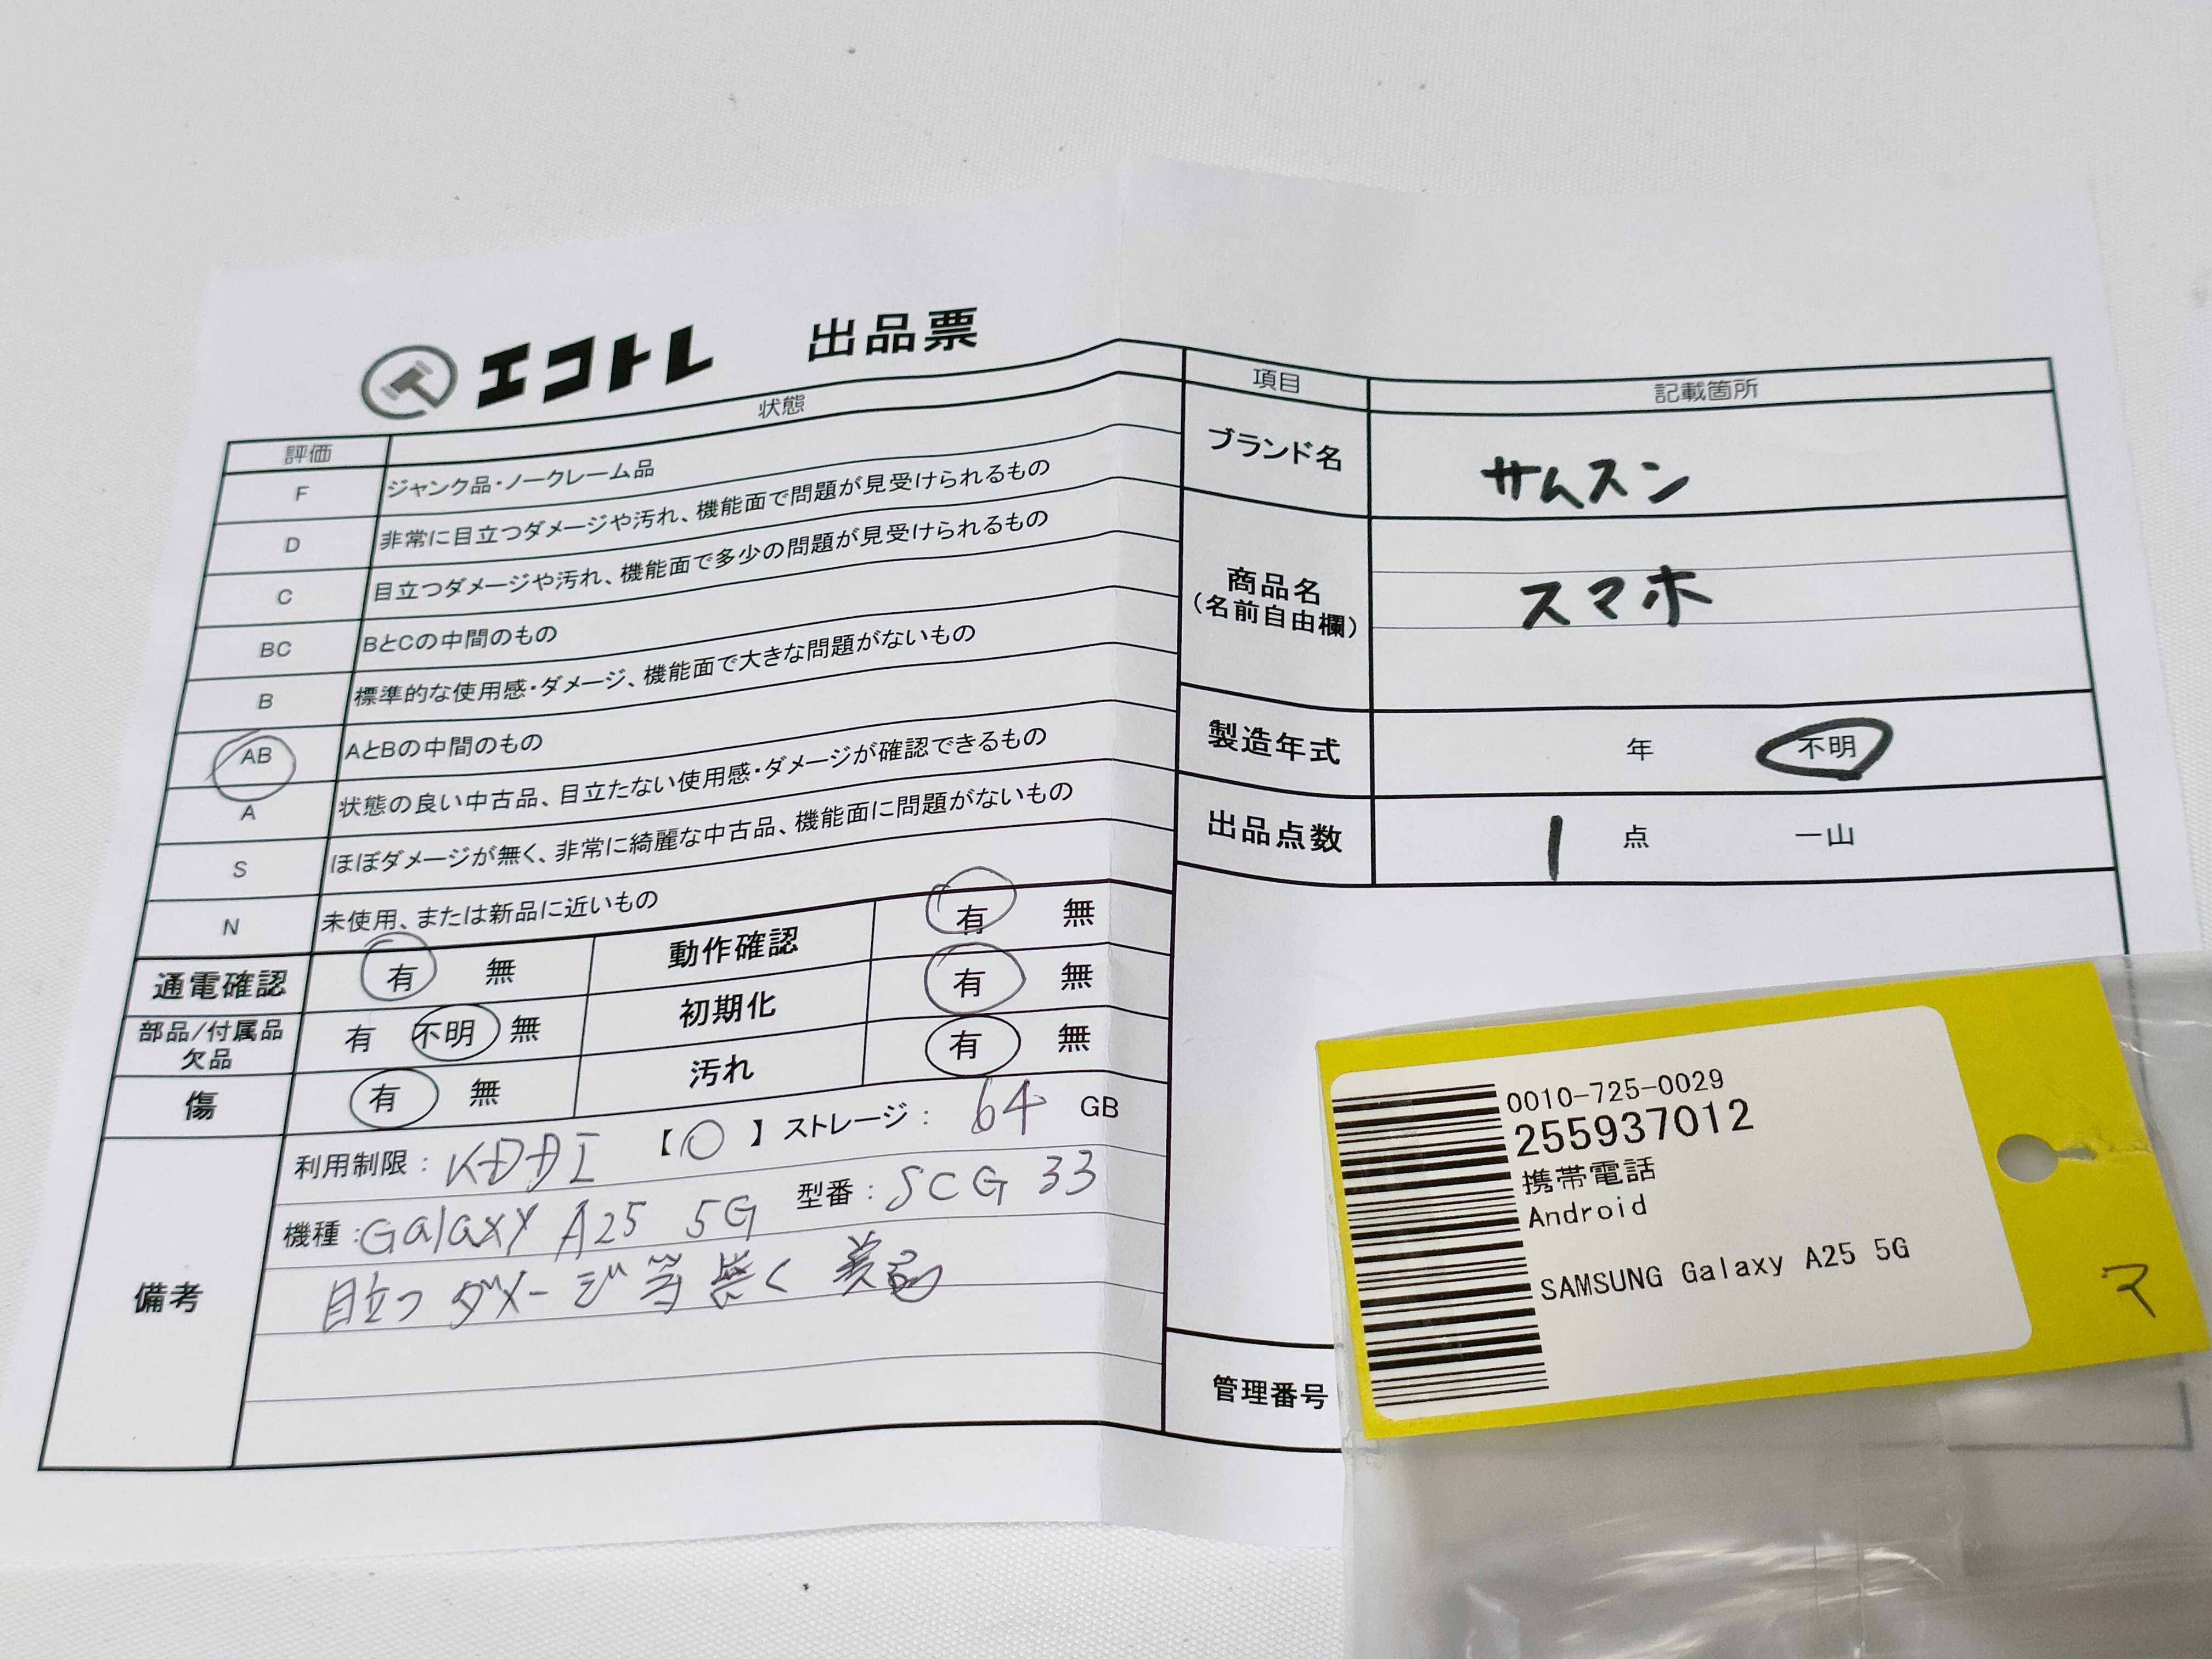 エコトレ 出品票
評価 状態
F ジャンク品・ノークレーム品
D 非常に目立つダメージや汚れ、機能面で問題が見受けられるもの
C 目立つダメージや汚れ、機能面で多少の問題が見受けられるもの
BC BとCの中間のもの
B 標準的な使用感・ダメージ、機能面で大きな問題がないもの
AB AとBの中間のもの
A 状態の良い中古品、目立たない使用感・ダメージが確認できるもの
S ほぼダメージが無く、非常に綺麗な中古品、機能面に問題がないもの
N 未使用、または新品に近いもの
通電確認 有 無 動作確認 有 無
部品/付属品 欠品 有 不明 無 初期化 有 無
傷 有 無 汚れ 有 無
備考
利用制限： KDDI 【〇】 ストレージ： 64 GB
機種：Galaxy A25 5G 型番：SCG 33
目立つダメージ等無く 美品
項目 記載箇所
ブランド名 サムスン
商品名 スマホ
（名前自由欄）
製造年式 年 不明
出品点数 1 点 一山
管理番号
0010-725-0029
255937012
携帯電話
Android
SAMSUNG Galaxy A25 5G
マ